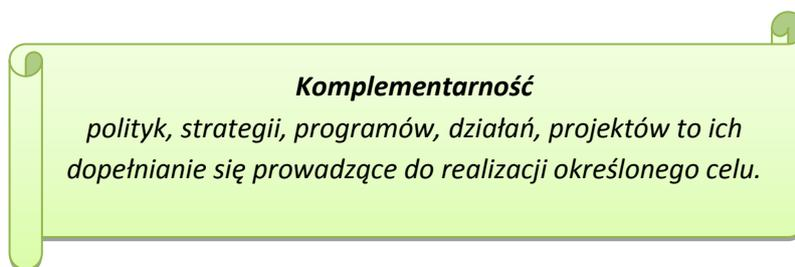 Komplementarność
polityk, strategii, programów, działań, projektów to ich
dopełnianie się prowadzące do realizacji określonego celu.